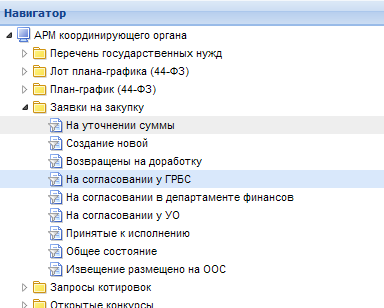 Навигатор
АРМ координирующего органа
Перечень государственных нужд
Лот плана-графика (44-ФЗ)
План-график (44-ФЗ)
Заявки на закупку
На уточнении суммы
Создание новой
Возвращены на доработку
На согласовании у ГРБС
На согласовании в департаменте финансов
На согласовании у УО
Принятые к исполнению
Общее состояние
Извещение размещено на ООС
Запросы котировок
Открытые конкурсы